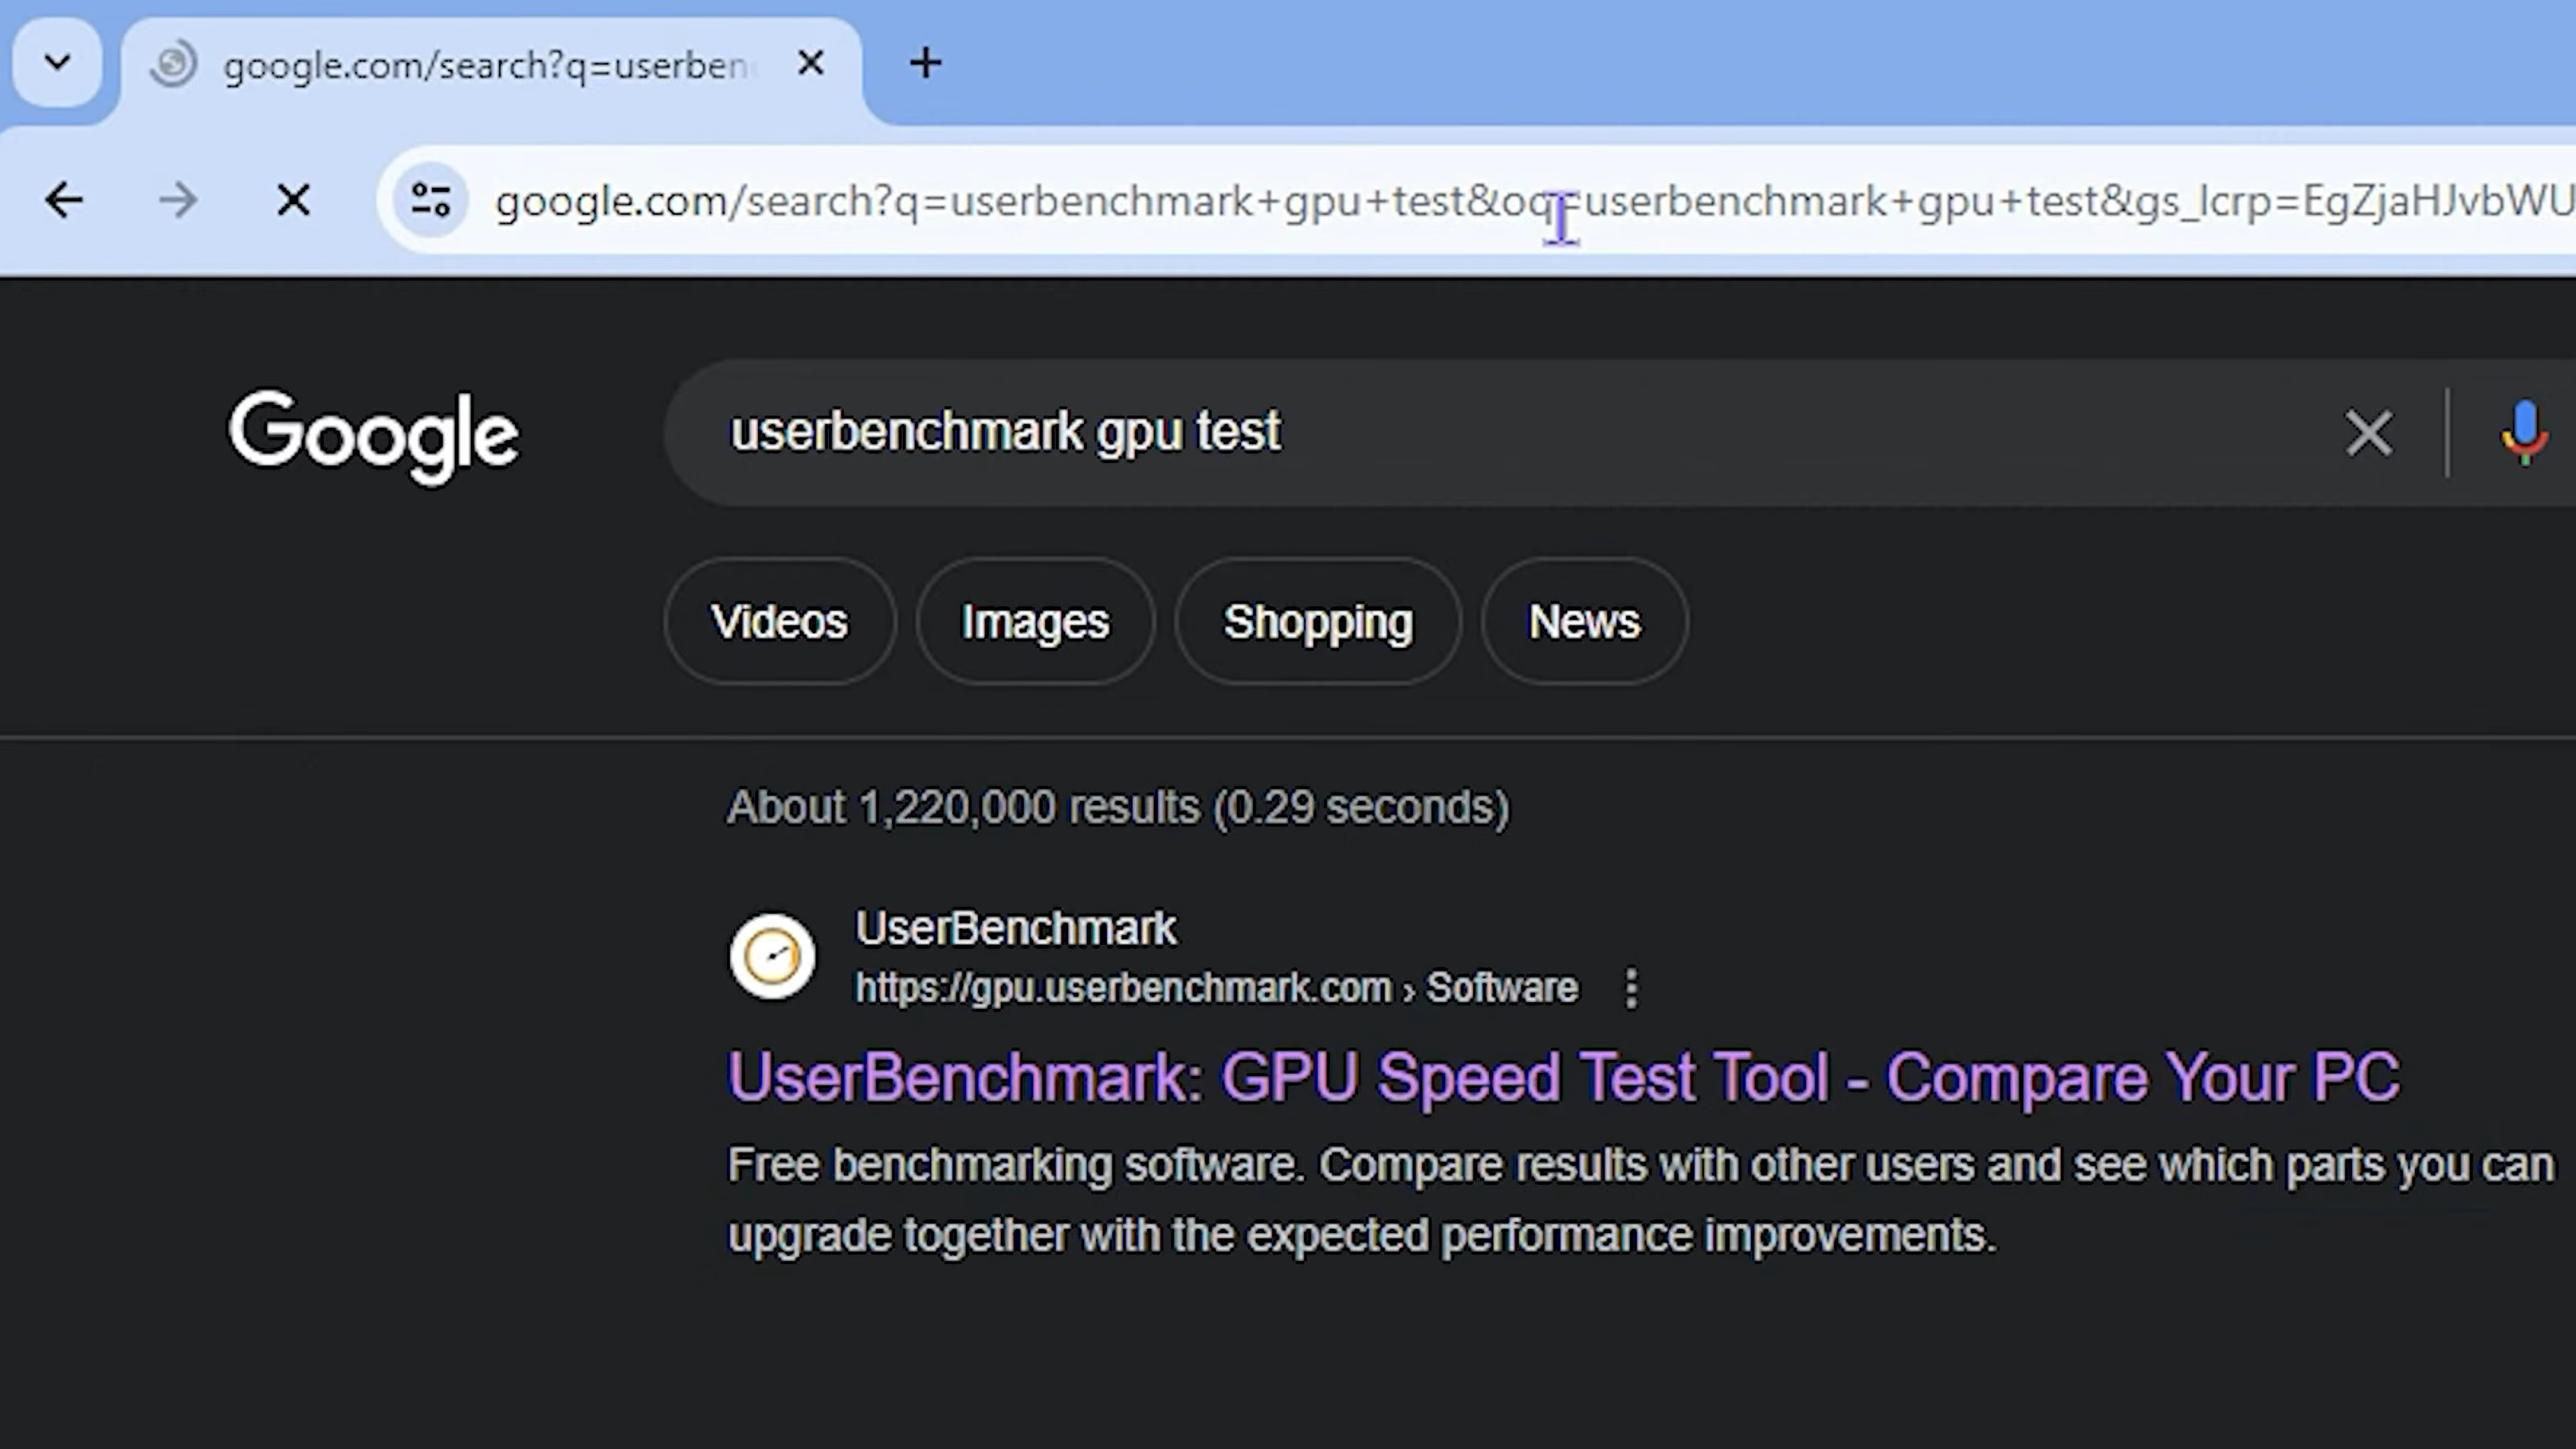 google.com/search?q=userben
google.com/search?q=userbenchmark+gpu+test&oq=userbenchmark+gpu+test&gs_lcrp=EgZjaHJvbWU
Google
userbenchmark gpu test
Videos
Images
Shopping
News
About 1,220,000 results (0.29 seconds)
UserBenchmark
https://gpu.userbenchmark.com › Software
UserBenchmark: GPU Speed Test Tool - Compare Your PC
Free benchmarking software. Compare results with other users and see which parts you can
upgrade together with the expected performance improvements.